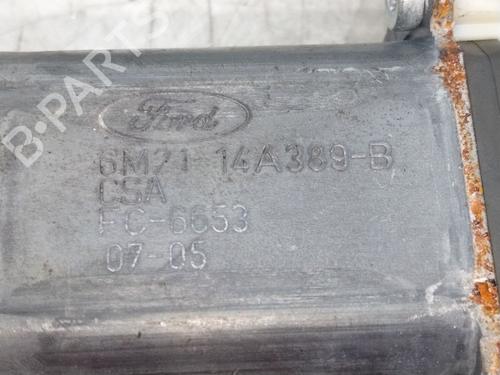 B-PARTS
Ford
6M21 14A389-B
CSA
FC-6653
07-05